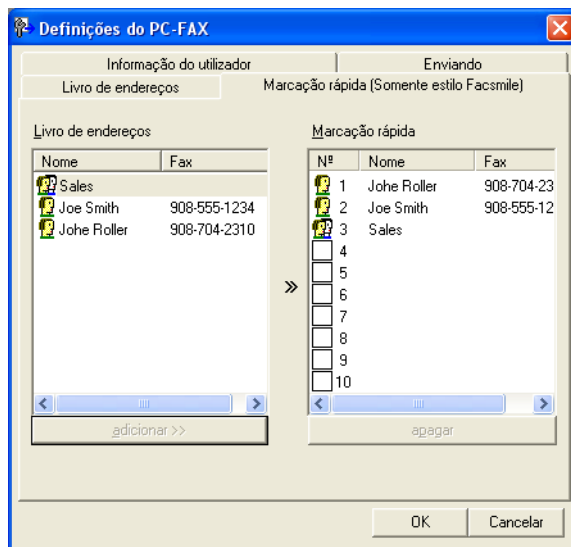 Definições do PC-FAX
Informação do utilizador Enviando
Livro de endereços Marcação rápida (Somente estilo Facsmile)
Livro de endereços Marcação rápida
Nome Fax Nº Nome Fax
Sales 1 Johe Roller 908-704-23
Joe Smith 908-555-1234 2 Joe Smith 908-555-12
Johe Roller 908-704-2310 3 Sales
4
5
»
6
7
8
9
10
adicionar >> apagar
OK Cancelar